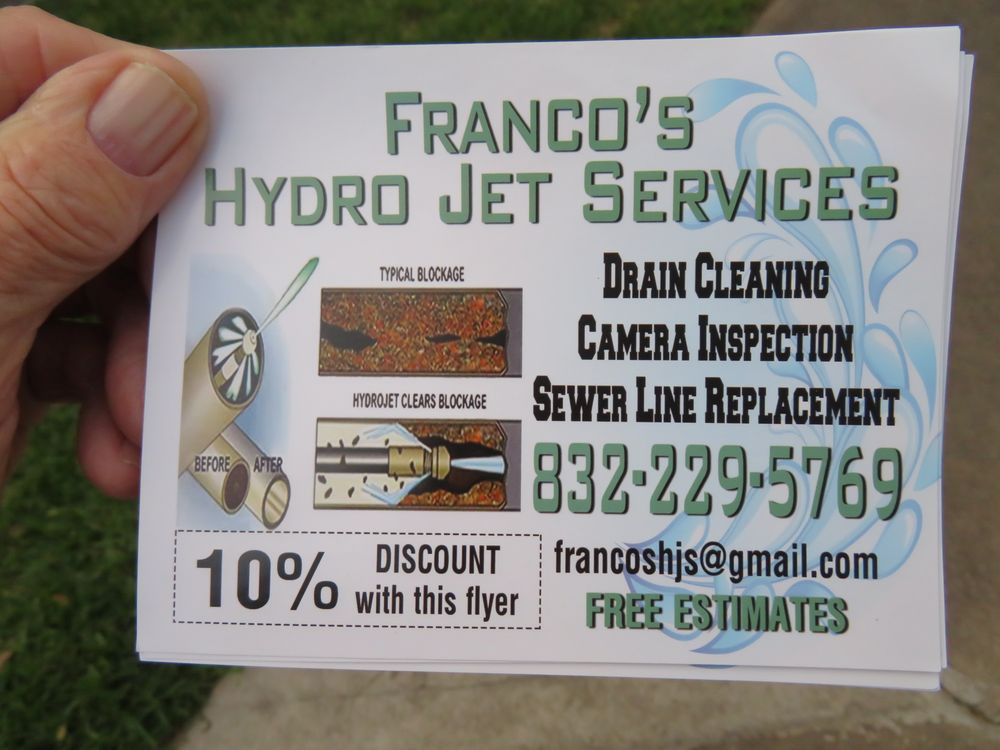 FRANCO'S
HYDRO JET SERVICES
TYPICAL BLOCKAGE
HYDROJET CLEARS BLOCKAGE
BEFORE AFTER
DRAIN CLEANING
CAMERA INSPECTION
SEWER LINE REPLACEMENT
832-229-5769
10% DISCOUNT
with this flyer
francoshjs@gmail.com
FREE ESTIMATES